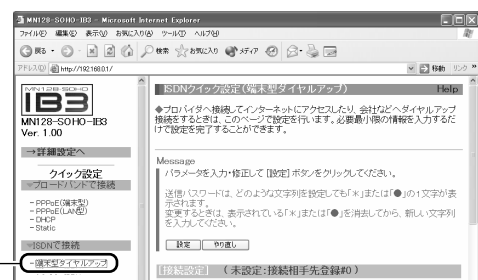 MN128-SOHO-IB3 - Microsoft Internet Explorer
ファイル(F) 編集(E) 表示(V) お気に入り(A) ツール(T) ヘルプ(H)
戻る 検索 お気に入り メディア
アドレス(D) http://192.168.0.1/ 移動 リンク
MN128-SOHO
IB3
MN128-SOHO-IB3
Ver. 1.00
→詳細設定へ
クイック設定
ブロードバンドで接続
- PPPoE(端末型)
- PPPoE(LAN型)
- DHCP
- Static
ISDNで接続
- 端末型ダイヤルアップ
ISDNクイック設定(端末型ダイヤルアップ) Help
◆プロバイダへ接続してインターネットにアクセスしたり、会社などへダイヤルアップ
接続をするときは、このページで設定を行います。必要最小限の情報を入力するだ
けで設定を完了することができます。
Message
パラメータを入力・修正して [設定] ボタンをクリックしてください。
送信パスワードは、どのような文字列を設定しても「*」または「●」の1文字が表
示されます。
変更するときは、表示されている「*」または「●」を消去してから、新しい文字列
を入力してください。
設定 やり直し
[接続設定] (未設定:接続相手先登録#0)